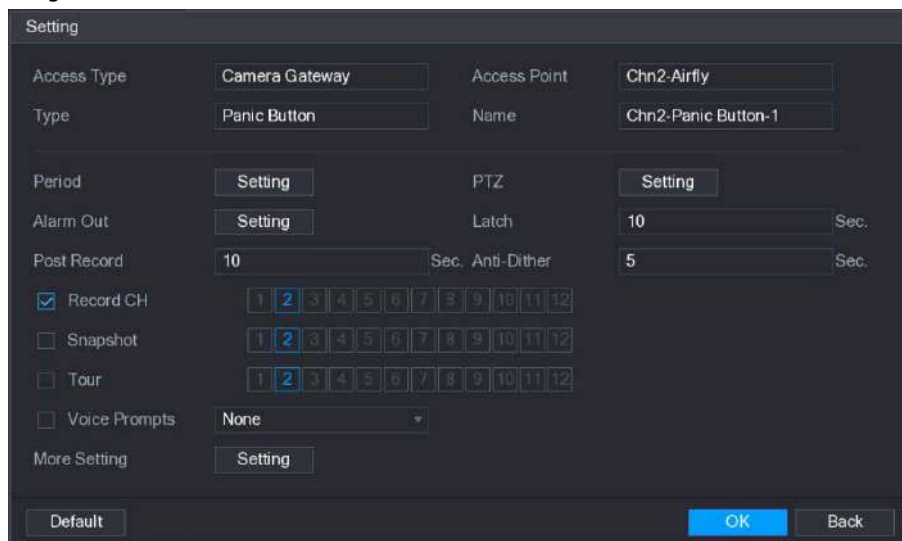 Setting
Access Type Camera Gateway Access Point Chn2-Airfly
Type Panic Button Name Chn2-Panic Button-1
Period Setting PTZ Setting
Alarm Out Setting Latch 10 Sec.
Post Record 10 Sec. Anti-Dither 5 Sec.
Record CH 1 2 3 4 5 6 7 8 9 10 11 12
Snapshot 1 2 3 4 5 6 7 8 9 10 11 12
Tour 1 2 3 4 5 6 7 8 9 10 11 12
Voice Prompts None
More Setting Setting
Default OK Back